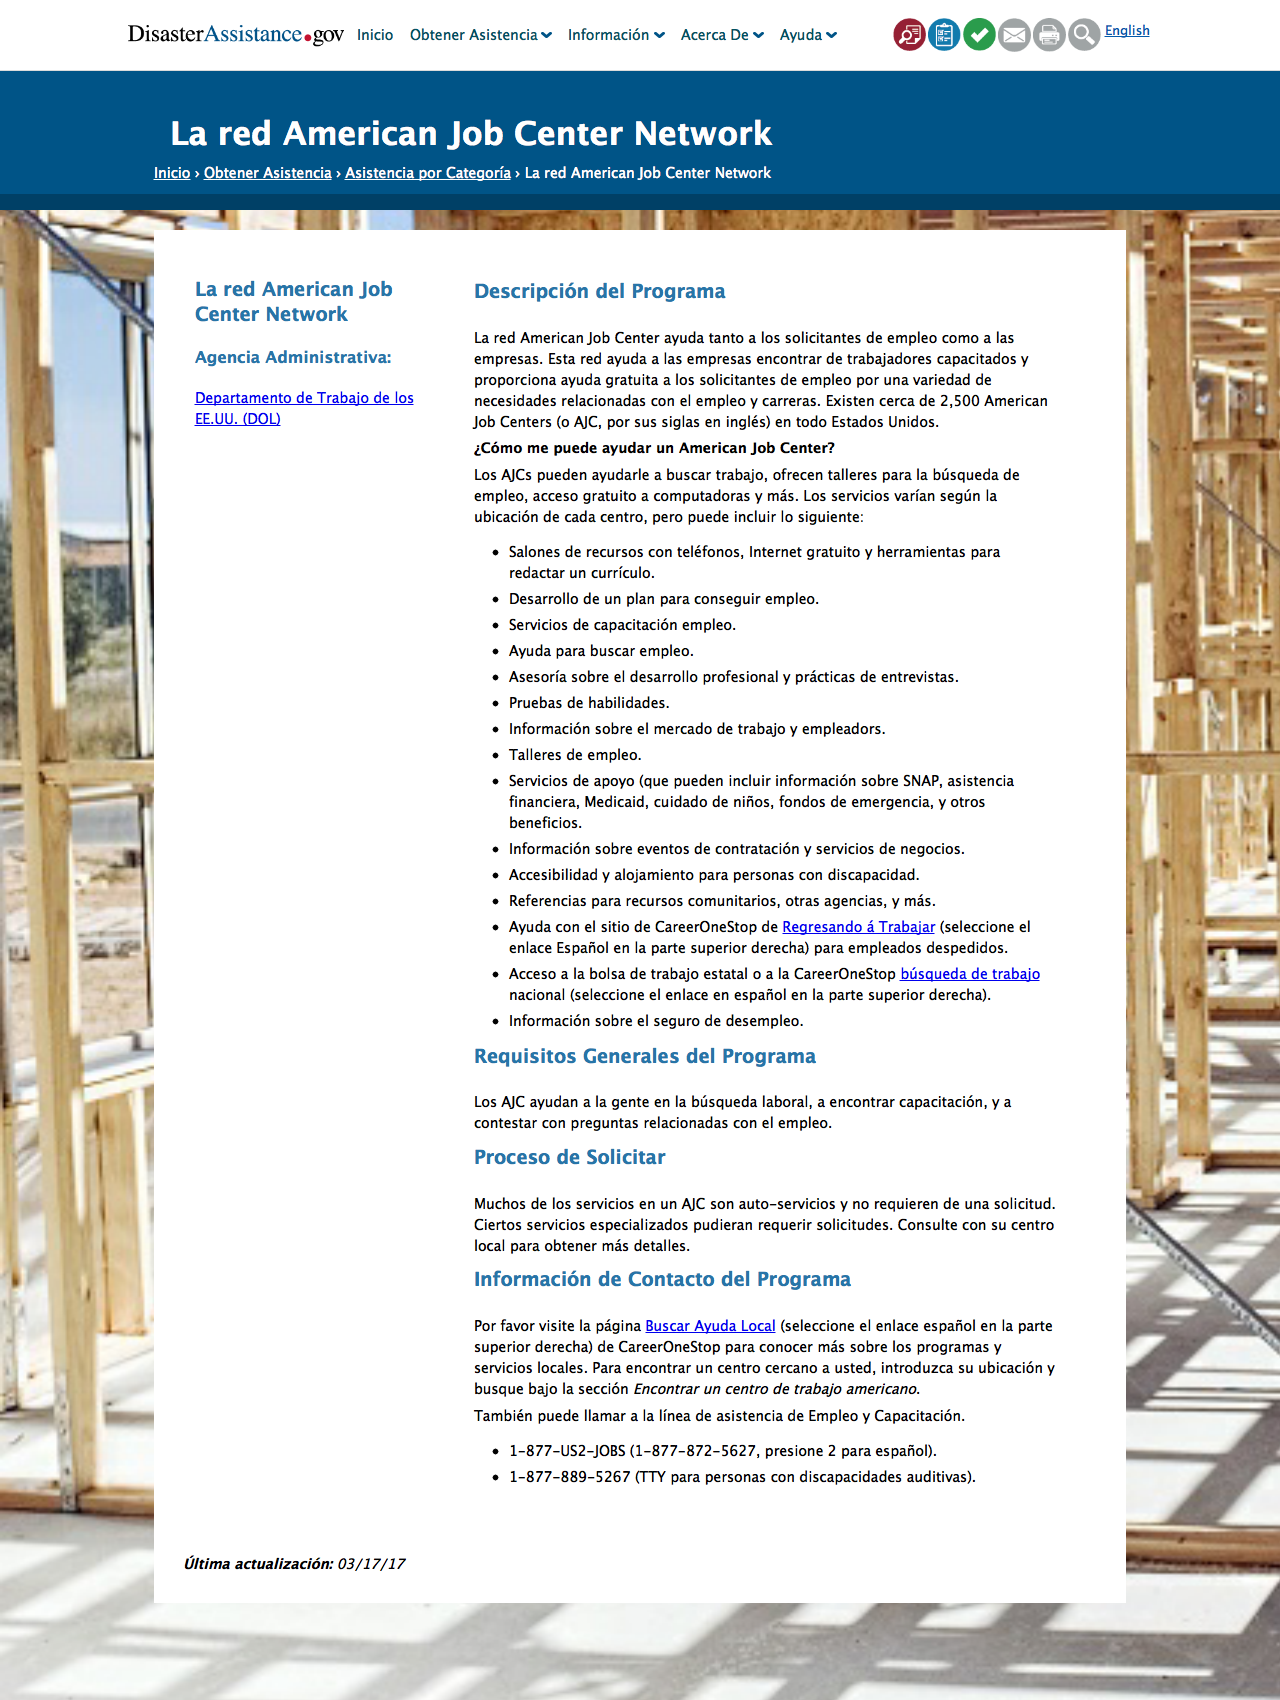 DisasterAssistance.gov Inicio Obtener Asistencia Información Acerca De Ayuda English
La red American Job Center Network
Inicio › Obtener Asistencia › Asistencia por Categoría › La red American Job Center Network
La red American Job
Center Network
Agencia Administrativa:
Departamento de Trabajo de los
EE.UU. (DOL)
Descripción del Programa
La red American Job Center ayuda tanto a los solicitantes de empleo como a las
empresas. Esta red ayuda a las empresas encontrar de trabajadores capacitados y
proporciona ayuda gratuita a los solicitantes de empleo por una variedad de
necesidades relacionadas con el empleo y carreras. Existen cerca de 2,500 American
Job Centers (o AJC, por sus siglas en inglés) en todo Estados Unidos.
¿Cómo me puede ayudar un American Job Center?
Los AJCs pueden ayudarle a buscar trabajo, ofrecen talleres para la búsqueda de
empleo, acceso gratuito a computadoras y más. Los servicios varían según la
ubicación de cada centro, pero puede incluir lo siguiente:
• Salones de recursos con teléfonos, Internet gratuito y herramientas para
redactar un currículo.
• Desarrollo de un plan para conseguir empleo.
• Servicios de capacitación empleo.
• Ayuda para buscar empleo.
• Asesoría sobre el desarrollo profesional y prácticas de entrevistas.
• Pruebas de habilidades.
• Información sobre el mercado de trabajo y empleadors.
• Talleres de empleo.
• Servicios de apoyo (que pueden incluir información sobre SNAP, asistencia
financiera, Medicaid, cuidado de niños, fondos de emergencia, y otros
beneficios.
• Información sobre eventos de contratación y servicios de negocios.
• Accesibilidad y alojamiento para personas con discapacidad.
• Referencias para recursos comunitarios, otras agencias, y más.
• Ayuda con el sitio de CareerOneStop de Regresando á Trabajar (seleccione el
enlace Español en la parte superior derecha) para empleados despedidos.
• Acceso a la bolsa de trabajo estatal o a la CareerOneStop búsqueda de trabajo
nacional (seleccione el enlace en español en la parte superior derecha).
• Información sobre el seguro de desempleo.
Requisitos Generales del Programa
Los AJC ayudan a la gente en la búsqueda laboral, a encontrar capacitación, y a
contestar con preguntas relacionadas con el empleo.
Proceso de Solicitar
Muchos de los servicios en un AJC son auto-servicios y no requieren de una solicitud.
Ciertos servicios especializados pudieran requerir solicitudes. Consulte con su centro
local para obtener más detalles.
Información de Contacto del Programa
Por favor visite la página Buscar Ayuda Local (seleccione el enlace español en la parte
superior derecha) de CareerOneStop para conocer más sobre los programas y
servicios locales. Para encontrar un centro cercano a usted, introduzca su ubicación y
busque bajo la sección Encontrar un centro de trabajo americano.
También puede llamar a la línea de asistencia de Empleo y Capacitación.
• 1-877-US2-JOBS (1-877-872-5627, presione 2 para español).
• 1-877-889-5267 (TTY para personas con discapacidades auditivas).
Última actualización: 03/17/17